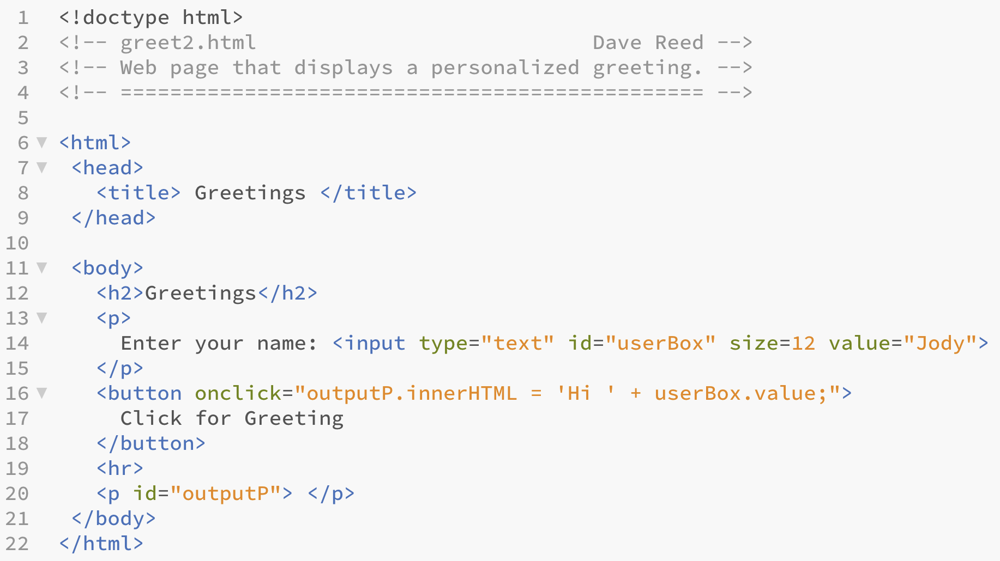 1 <!doctype html>
2 <!-- greet2.html                                      Dave Reed -->
3 <!-- Web page that displays a personalized greeting. -->
4 <!-- =============================================== -->
5
6 <html>
7  <head>
8    <title> Greetings </title>
9  </head>
10
11  <body>
12    <h2>Greetings</h2>
13    <p>
14      Enter your name: <input type="text" id="userBox" size=12 value="Jody">
15    </p>
16    <button onclick="outputP.innerHTML = 'Hi ' + userBox.value;">
17      Click for Greeting
18    </button>
19    <hr>
20    <p id="outputP"> </p>
21  </body>
22 </html>